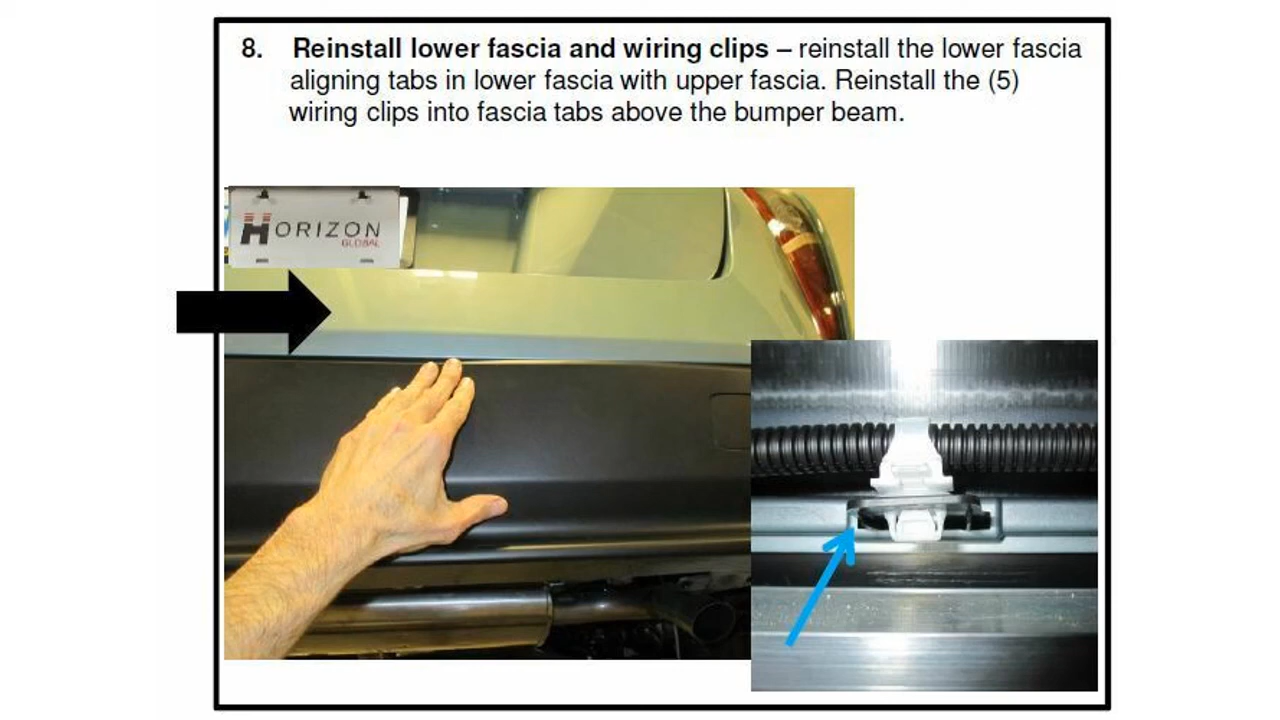 8. Reinstall lower fascia and wiring clips – reinstall the lower fascia
aligning tabs in lower fascia with upper fascia. Reinstall the (5)
wiring clips into fascia tabs above the bumper beam.
HORIZON
GLOBAL